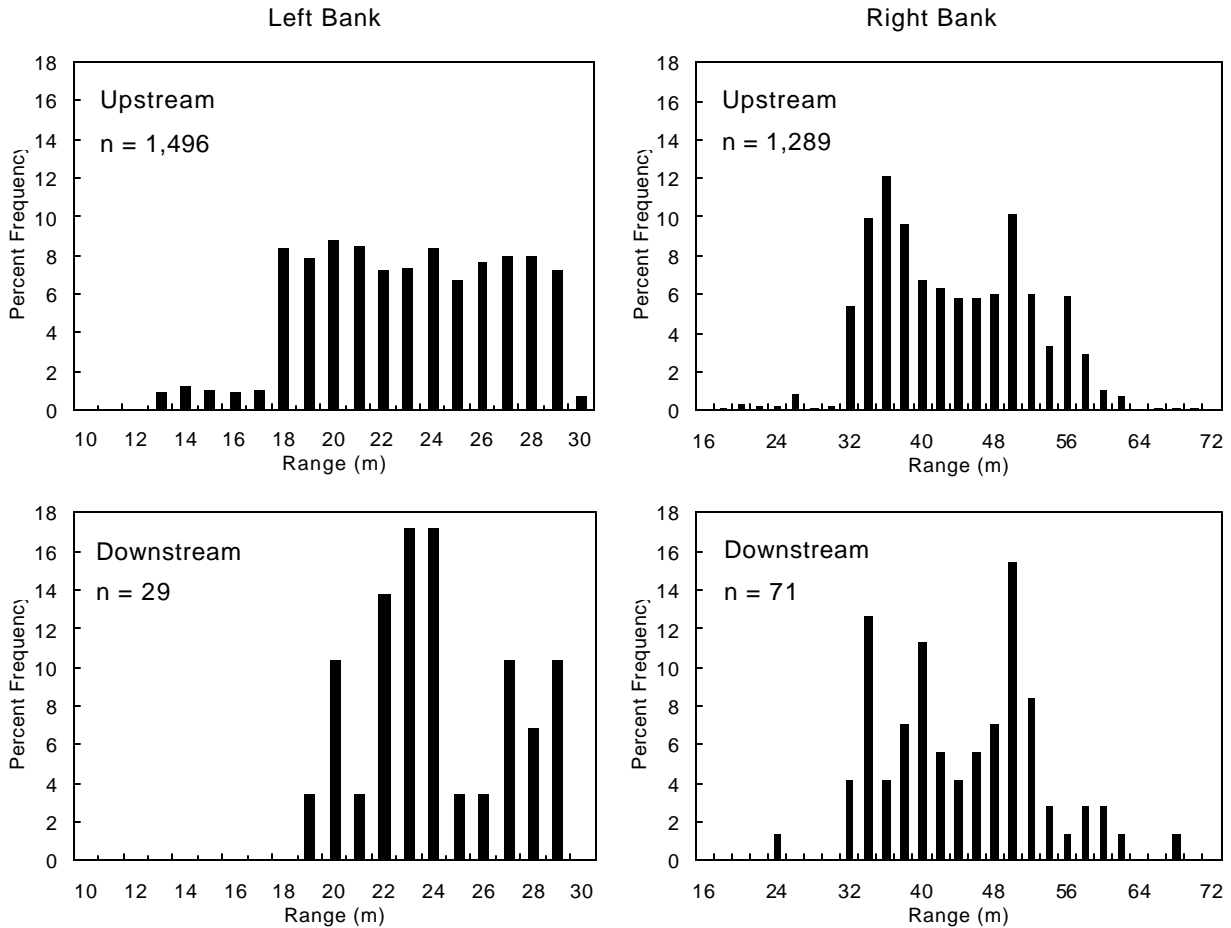 Left Bank
Right Bank
Upstream
n = 1,496
Percent Frequency
18
16
14
12
10
8
6
4
2
0
10 12 14 16 18 20 22 24 26 28 30
Range (m)
Upstream
n = 1,289
Percent Frequency
18
16
14
12
10
8
6
4
2
0
16 24 32 40 48 56 64 72
Range (m)
Downstream
n = 29
Percent Frequency
18
16
14
12
10
8
6
4
2
0
10 12 14 16 18 20 22 24 26 28 30
Range (m)
Downstream
n = 71
Percent Frequency
18
16
14
12
10
8
6
4
2
0
16 24 32 40 48 56 64 72
Range (m)